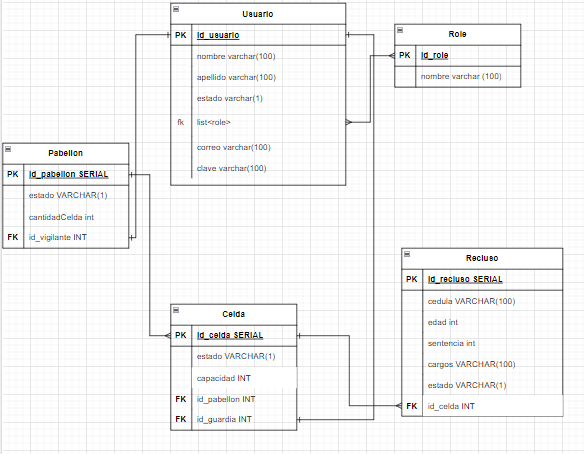 Usuario
PK id_usuario
nombre varchar(100)
apellido varchar(100)
estado varchar(1)
fk list<role>
correo varchar(100)
clave varchar(100)
Role
PK id_role
nombre varchar (100)
Pabellon
PK id_pabellon SERIAL
estado VARCHAR(1)
cantidadCelda int
FK id_vigilante INT
Celda
PK id_celda SERIAL
estado VARCHAR(1)
capacidad INT
FK id_pabellon INT
FK id_guardia INT
Recluso
PK id_recluso SERIAL
cedula VARCHAR(100)
edad int
sentencia int
cargos VARCHAR(100)
estado VARCHAR(1)
FK id_celda INT